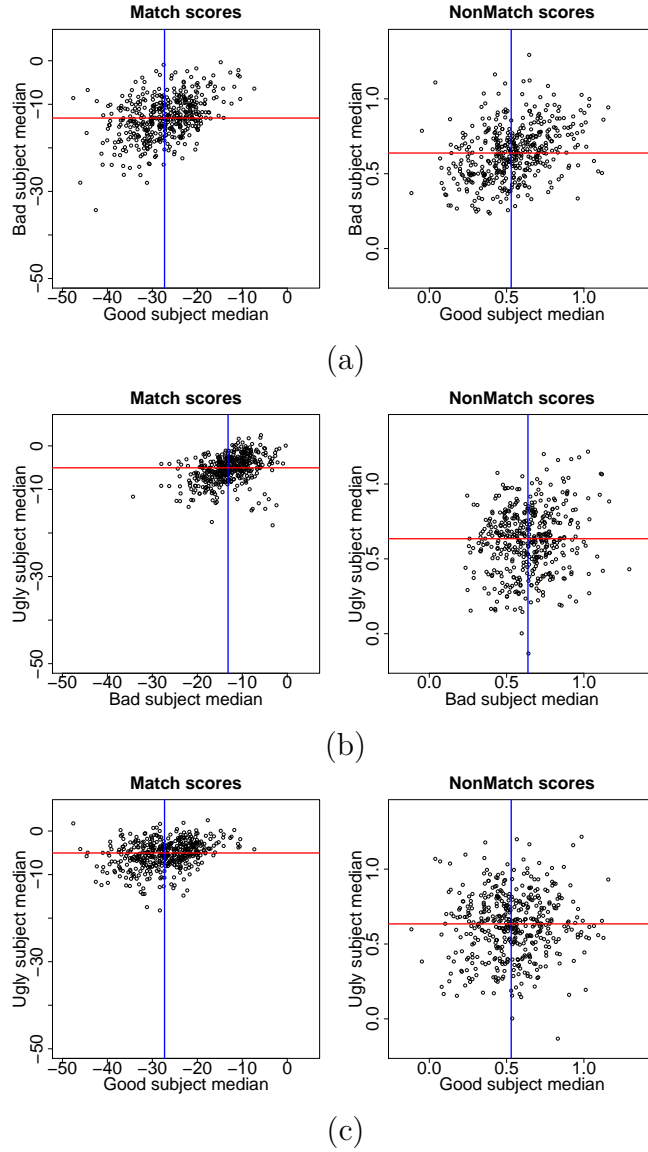 Match scores
NonMatch scores
Bad subject median
0
−10
−30
−50
−50 −40 −30 −20 −10 0
Good subject median
Bad subject median
1.0
0.5
0.0
0.0 0.5 1.0
Good subject median
(a)
Match scores
NonMatch scores
Ugly subject median
0
−10
−30
−50
−50 −40 −30 −20 −10 0
Bad subject median
Ugly subject median
1.0
0.5
0.0
0.0 0.5 1.0
Bad subject median
(b)
Match scores
NonMatch scores
Ugly subject median
0
−10
−30
−50
−50 −40 −30 −20 −10 0
Good subject median
Ugly subject median
1.0
0.5
0.0
0.0 0.5 1.0
Good subject median
(c)